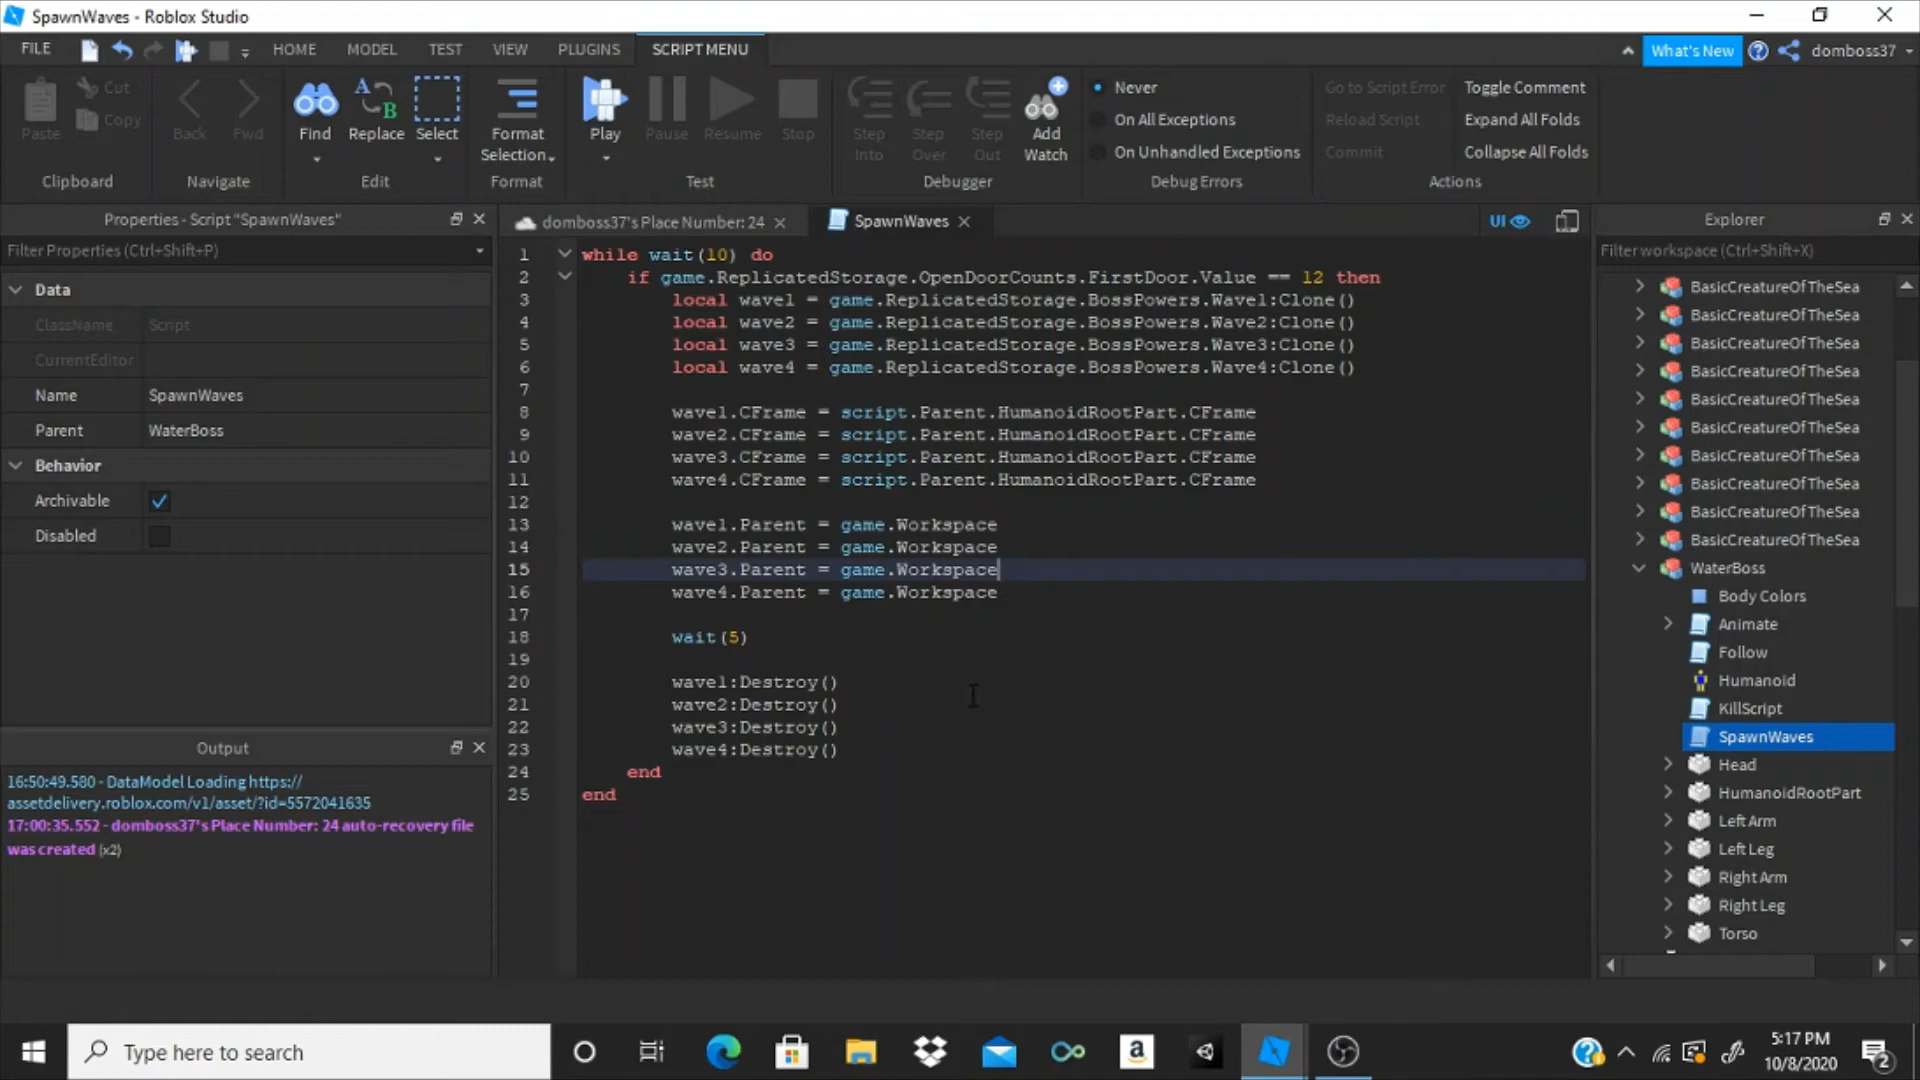 SpawnWaves - Roblox Studio
FILE HOME MODEL TEST VIEW PLUGINS SCRIPT MENU What's New domboss37
Paste Cut Copy Back Fwd Find Replace Select Format Selection Play Pause Resume Stop Step Into Step Over Step Out Add Watch
Never
On All Exceptions
On Unhandled Exceptions
Go to Script Error Toggle Comment
Reload Script Expand All Folds
Commit Collapse All Folds
Clipboard Navigate Edit Format Test Debugger Debug Errors Actions
Properties - Script "SpawnWaves"
Filter Properties (Ctrl+Shift+P)
Data
ClassName Script
CurrentEditor
Name SpawnWaves
Parent WaterBoss
Behavior
Archivable
Disabled
Output
16:50:49.580 - DataModel Loading https://
assetdelivery.roblox.com/v1/asset/?id=5572041635
17:00:35.552 - domboss37's Place Number: 24 auto-recovery file
was created (x2)
domboss37's Place Number: 24 SpawnWaves UI
1 while wait(10) do
2 if game.ReplicatedStorage.OpenDoorCounts.FirstDoor.Value == 12 then
3 local wave1 = game.ReplicatedStorage.BossPowers.Wave1:Clone()
4 local wave2 = game.ReplicatedStorage.BossPowers.Wave2:Clone()
5 local wave3 = game.ReplicatedStorage.BossPowers.Wave3:Clone()
6 local wave4 = game.ReplicatedStorage.BossPowers.Wave4:Clone()
7
8 wave1.CFrame = script.Parent.HumanoidRootPart.CFrame
9 wave2.CFrame = script.Parent.HumanoidRootPart.CFrame
10 wave3.CFrame = script.Parent.HumanoidRootPart.CFrame
11 wave4.CFrame = script.Parent.HumanoidRootPart.CFrame
12
13 wave1.Parent = game.Workspace
14 wave2.Parent = game.Workspace
15 wave3.Parent = game.Workspace
16 wave4.Parent = game.Workspace
17
18 wait(5)
19
20 wave1:Destroy()
21 wave2:Destroy()
22 wave3:Destroy()
23 wave4:Destroy()
24 end
25 end
Explorer
Filter workspace (Ctrl+Shift+X)
BasicCreatureOfTheSea
BasicCreatureOfTheSea
BasicCreatureOfTheSea
BasicCreatureOfTheSea
BasicCreatureOfTheSea
BasicCreatureOfTheSea
BasicCreatureOfTheSea
BasicCreatureOfTheSea
BasicCreatureOfTheSea
BasicCreatureOfTheSea
WaterBoss
Body Colors
Animate
Follow
Humanoid
KillScript
SpawnWaves
Head
HumanoidRootPart
Left Arm
Left Leg
Right Arm
Right Leg
Torso
Type here to search
5:17 PM
10/8/2020
2